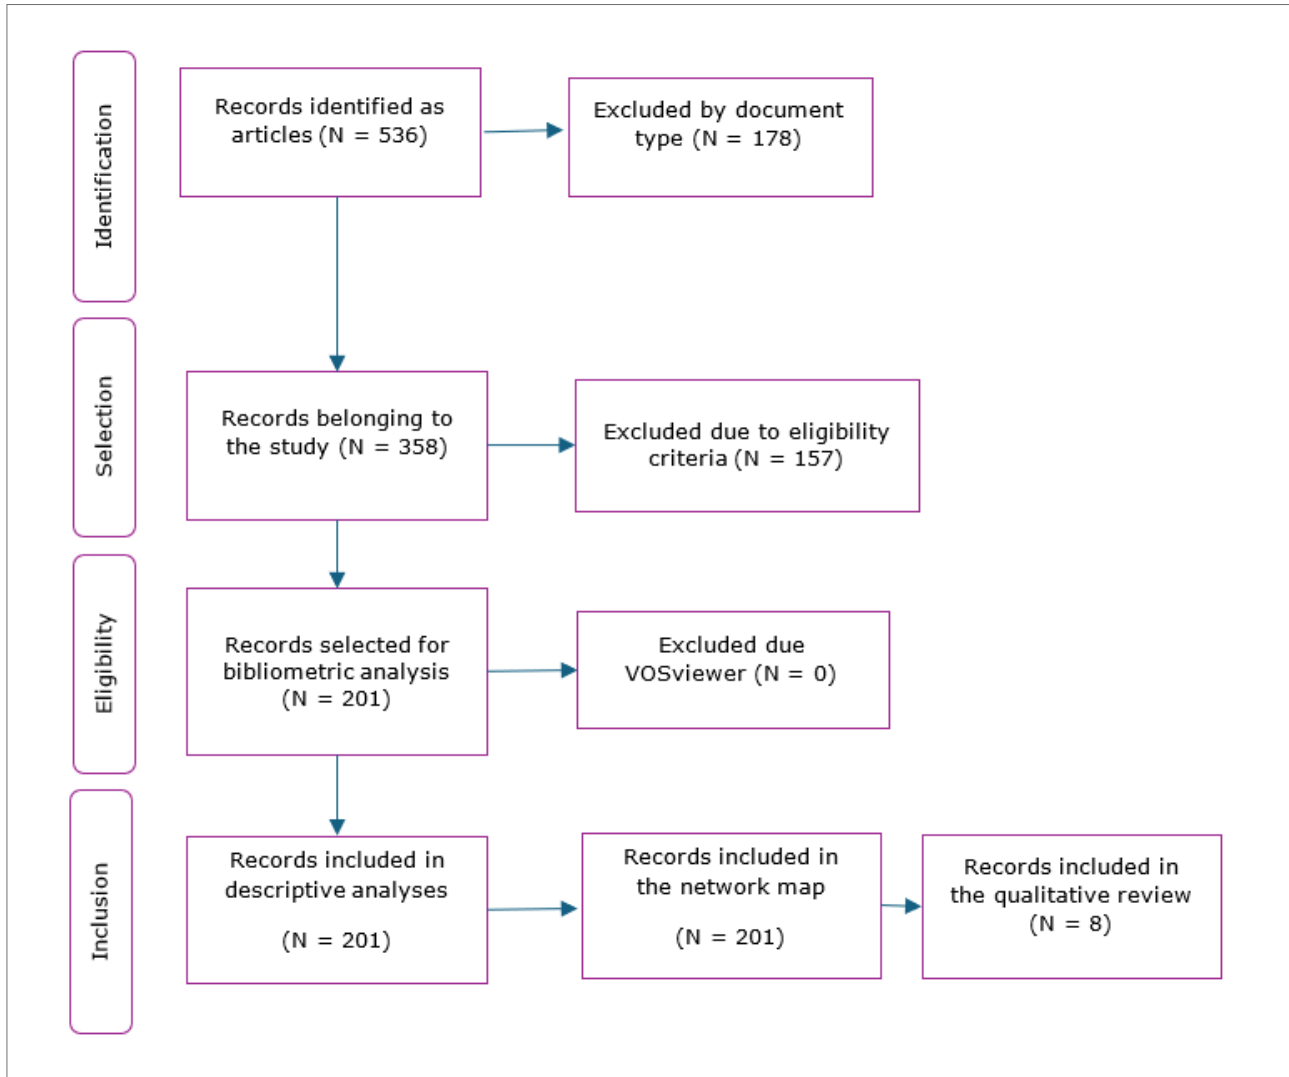 Identification
Records identified as
articles (N = 536)
Excluded by document
type (N = 178)
Selection
Records belonging to
the study (N = 358)
Excluded due to eligibility
criteria (N = 157)
Eligibility
Records selected for
bibliometric analysis
(N = 201)
Excluded due
VOSviewer (N = 0)
Inclusion
Records included in
descriptive analyses
(N = 201)
Records included in
the network map
(N = 201)
Records included in
the qualitative review
(N = 8)